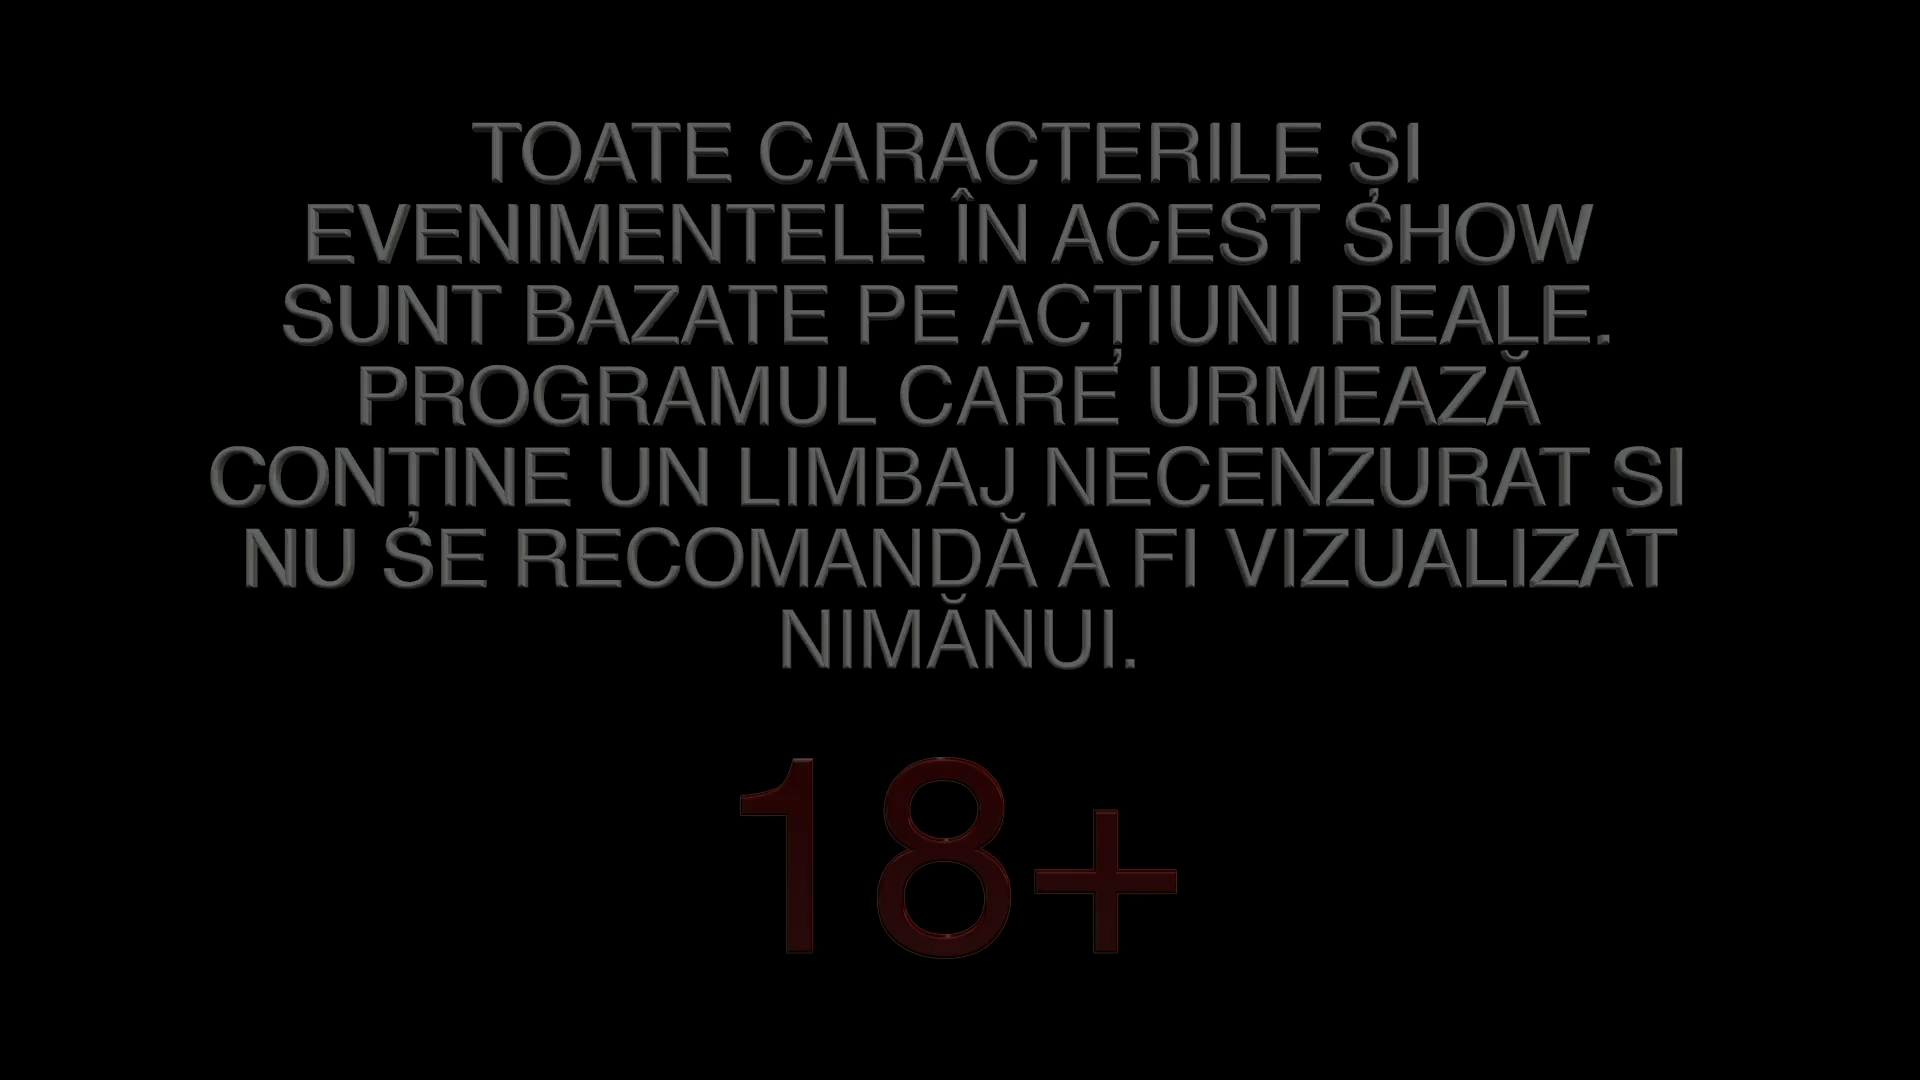 TOATE CARACTERILE ȘI
EVENIMENTELE ÎN ACEST SHOW
SUNT BAZATE PE ACȚIUNI REALE.
PROGRAMUL CARE URMEAZĂ
CONȚINE UN LIMBAJ NECENZURAT SI
NU SE RECOMANDĂ A FI VIZUALIZAT
NIMĂNUI.
18+